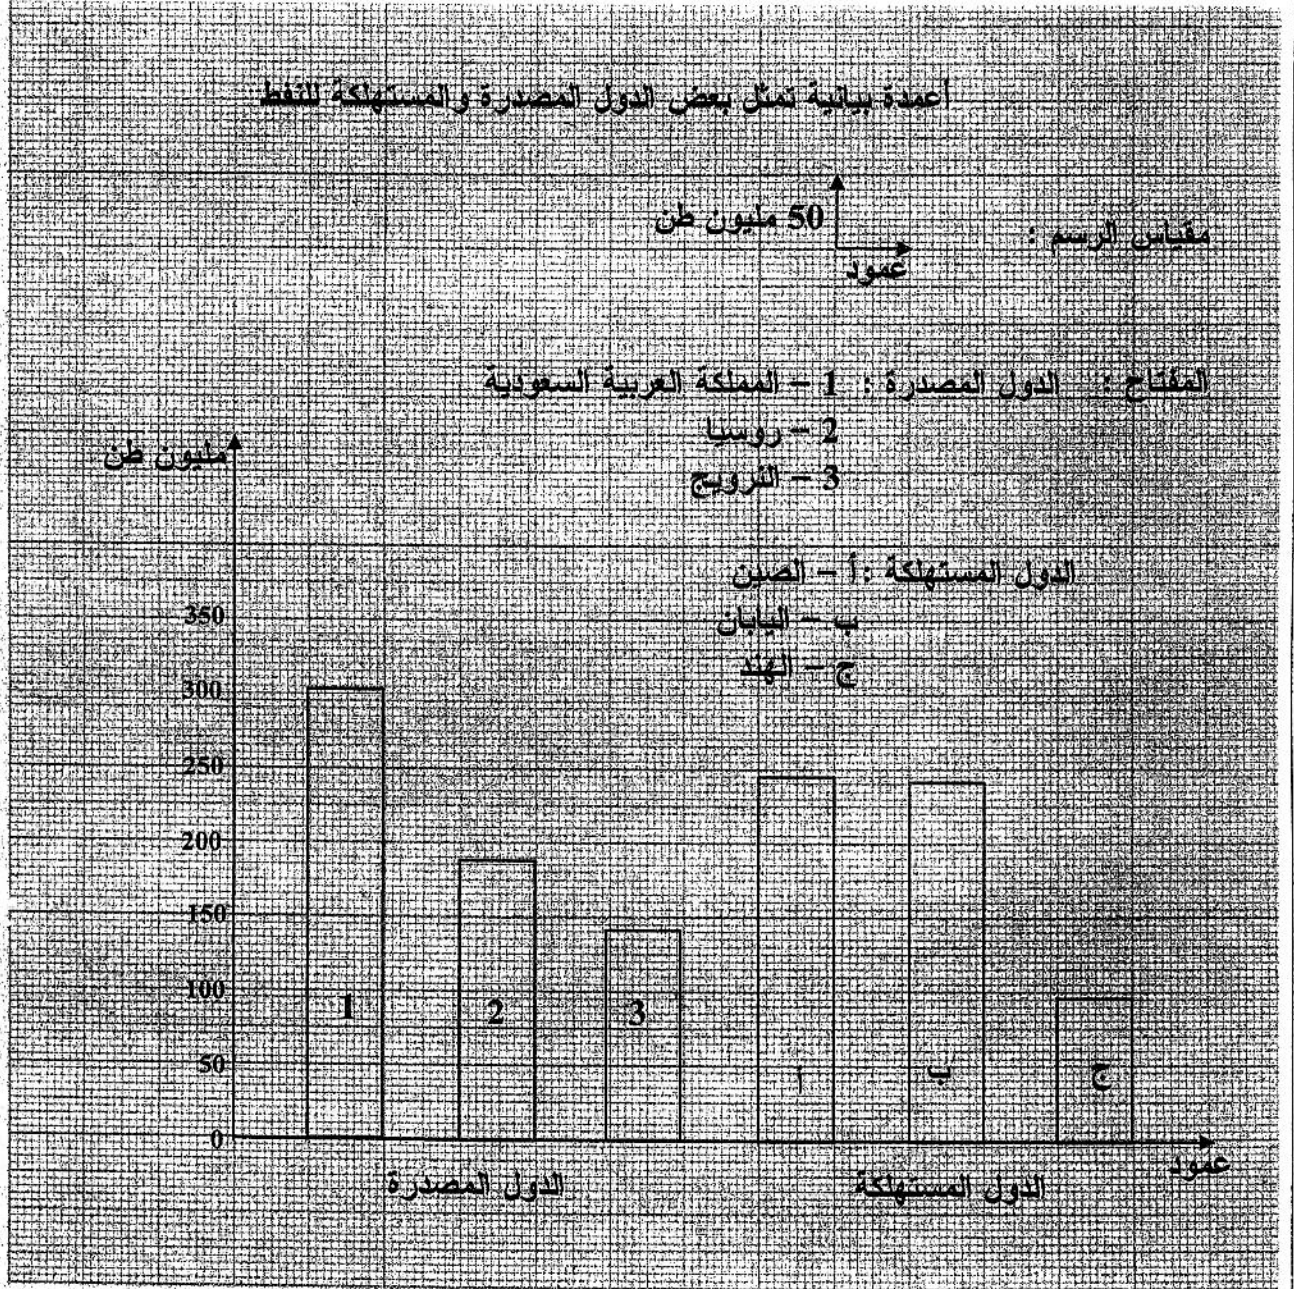 أعمدة بيانية تمثل بعض الدول المصدرة والمستهلكة للنفط
مقياس الرسم :
50 مليون طن
عمود
المفتاح : الدول المصدرة : 1 – المملكة العربية السعودية
2 – روسيا
3 – النرويج
الدول المستهلكة : أ – الصين
ب – اليابان
ج – الهند
مليون طن
350
300
250
200
150
100
50
0
1
2
3
أ
ب
ج
عمود
الدول المصدرة
الدول المستهلكة